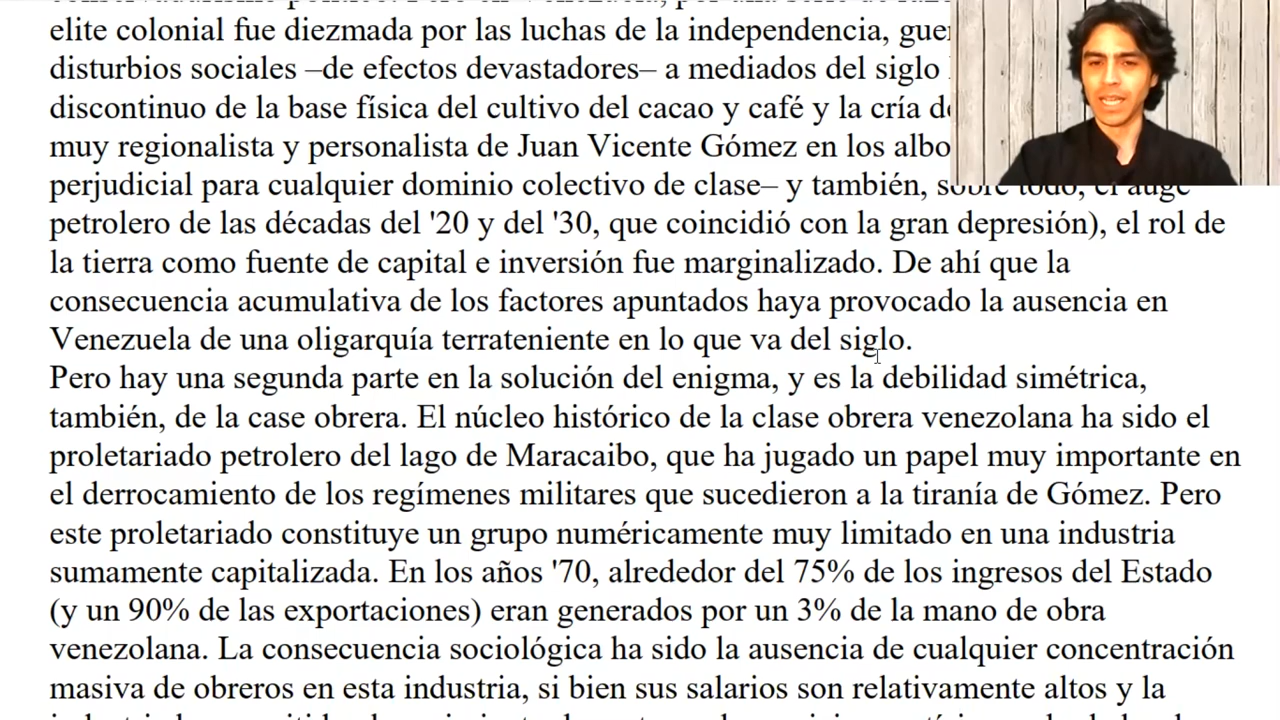 elite colonial fue diezmada por las luchas de la independencia,
disturbios sociales –de efectos devastadores– a mediados del siglo
discontinuo de la base física del cultivo del cacao y café y la cría
muy regionalista y personalista de Juan Vicente Gómez en los
perjudicial para cualquier dominio colectivo de clase– y también, sobre todo, el auge
petrolero de las décadas del '20 y del '30, que coincidió con la gran depresión), el rol de
la tierra como fuente de capital e inversión fue marginalizado. De ahí que la
consecuencia acumulativa de los factores apuntados haya provocado la ausencia en
Venezuela de una oligarquía terrateniente en lo que va del siglo.
Pero hay una segunda parte en la solución del enigma, y es la debilidad simétrica,
también, de la case obrera. El núcleo histórico de la clase obrera venezolana ha sido el
proletariado petrolero del lago de Maracaibo, que ha jugado un papel muy importante en
el derrocamiento de los regímenes militares que sucedieron a la tiranía de Gómez. Pero
este proletariado constituye un grupo numéricamente muy limitado en una industria
sumamente capitalizada. En los años '70, alrededor del 75% de los ingresos del Estado
(y un 90% de las exportaciones) eran generados por un 3% de la mano de obra
venezolana. La consecuencia sociológica ha sido la ausencia de cualquier concentración
masiva de obreros en esta industria, si bien sus salarios son relativamente altos y la